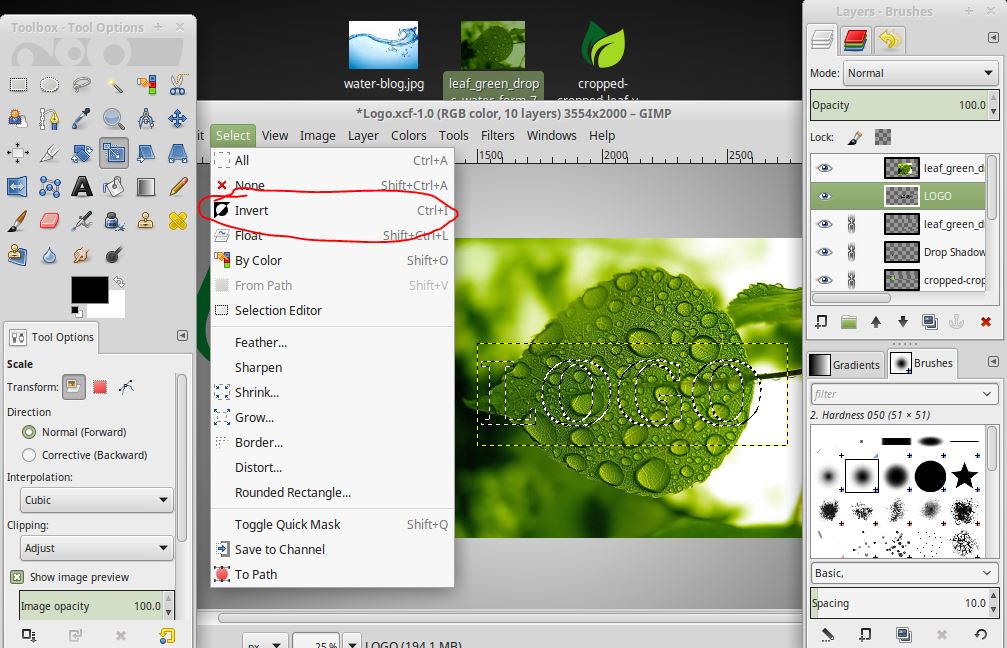 Toolbox - Tool Options
Layers - Brushes
water-blog.jpg
leaf_green_drop
cropped-
*Logo.xcf-1.0 (RGB color, 10 layers) 3554x2000 – GIMP
it Select View Image Layer Colors Tools Filters Windows Help
1500
2000
2500
All Ctrl+A
None Shift+Ctrl+A
Invert Ctrl+I
Float Shift+Ctrl+L
By Color Shift+O
From Path Shift+V
Selection Editor
Feather...
Sharpen
Shrink...
Grow...
Border...
Distort...
Rounded Rectangle...
Toggle Quick Mask Shift+Q
Save to Channel
To Path
LOGO
px
25%
LOGO (194.1 MB)
Tool Options
Scale
Transform:
Direction
Normal (Forward)
Corrective (Backward)
Interpolation:
Cubic
Clipping:
Adjust
Show image preview
Image opacity 100.0
Mode: Normal
Opacity 100.0
Lock:
leaf_green_d
LOGO
leaf_green_d
Drop Shadow
cropped-crop
Gradients
Brushes
filter
2. Hardness 050 (51 × 51)
Basic,
Spacing 10.0